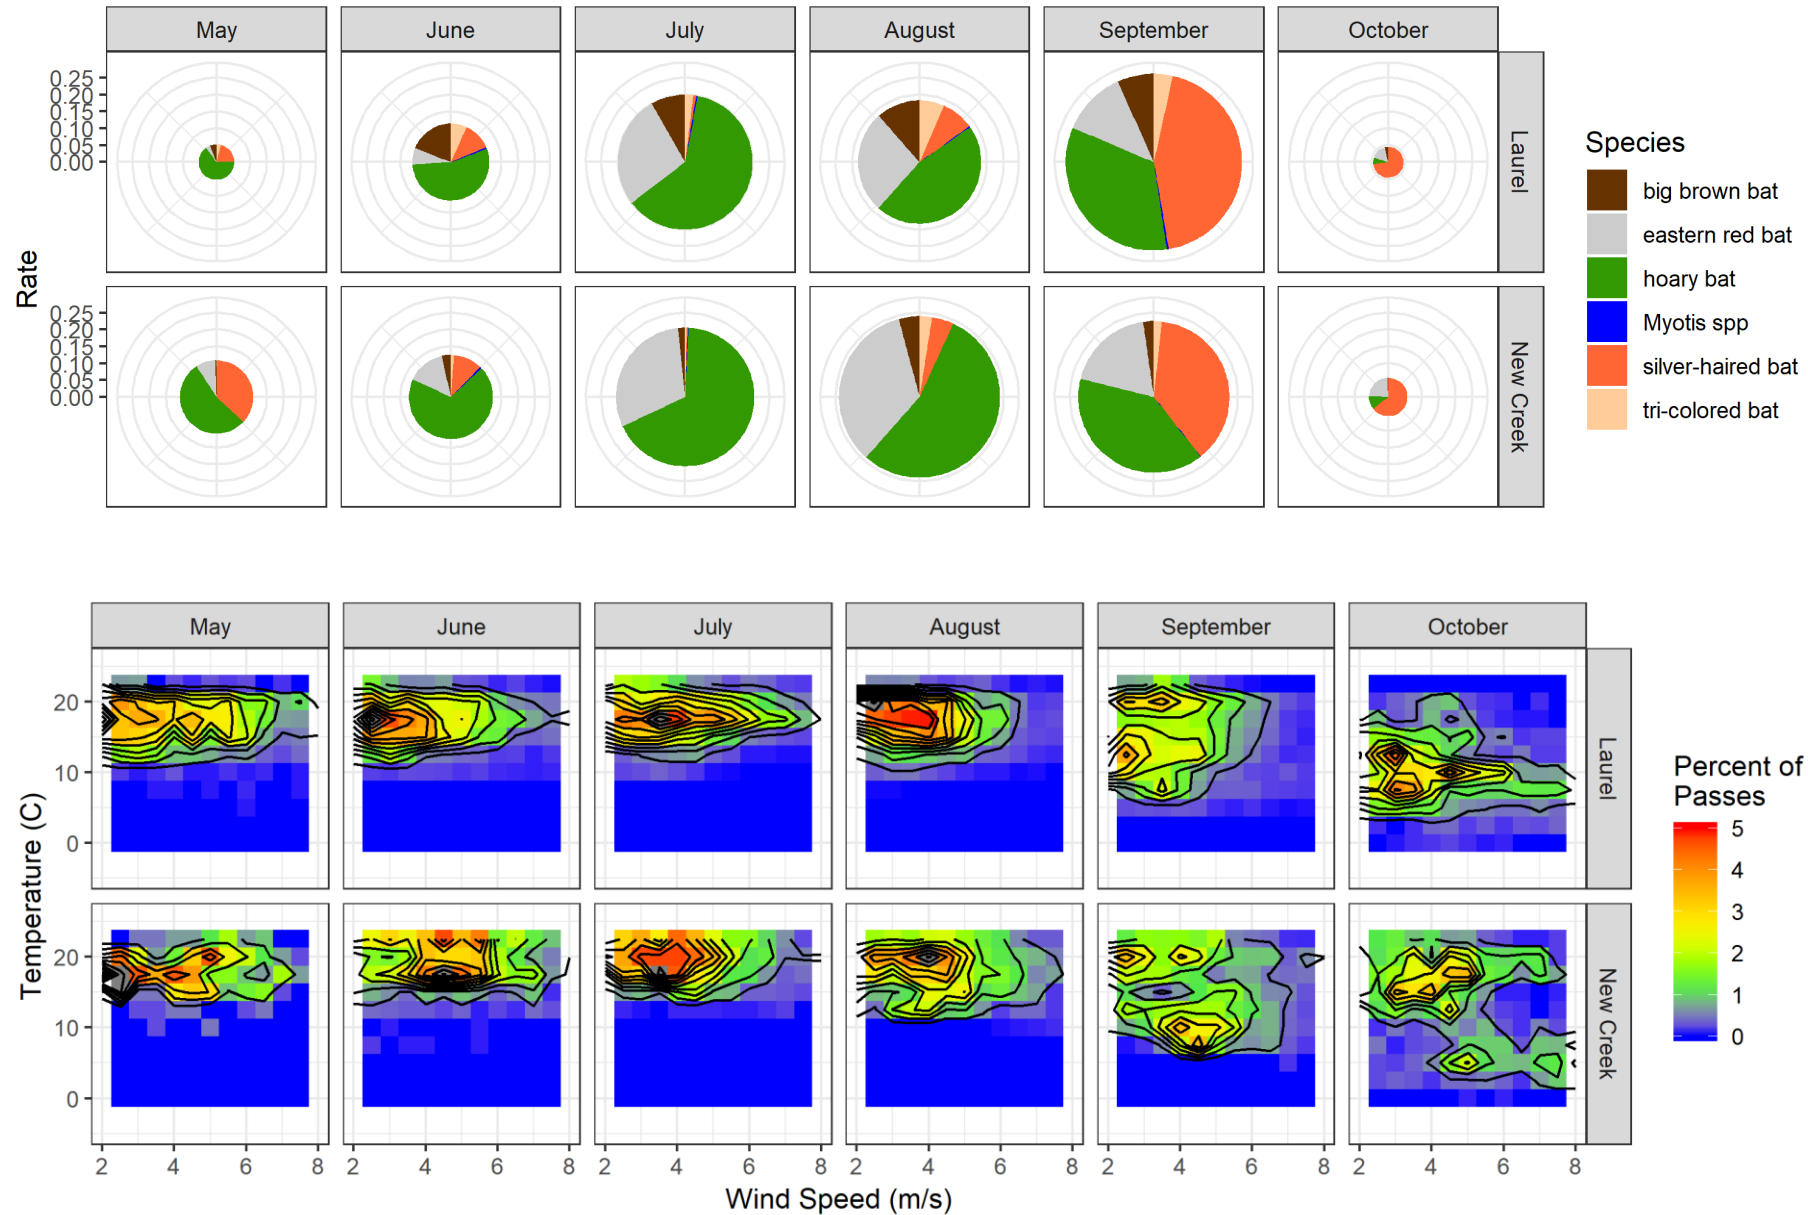 May June July August September October
0.25
0.20
0.15
0.10
0.05
0.00
Laurel
Rate
0.25
0.20
0.15
0.10
0.05
0.00
New Creek
Species
big brown bat
eastern red bat
hoary bat
Myotis spp
silver-haired bat
tri-colored bat
May June July August September October
20
10
0
Laurel
Temperature (C)
20
10
0
New Creek
2 4 6 8 2 4 6 8 2 4 6 8 2 4 6 8 2 4 6 8 2 4 6 8
Wind Speed (m/s)
Percent of
Passes
5
4
3
2
1
0